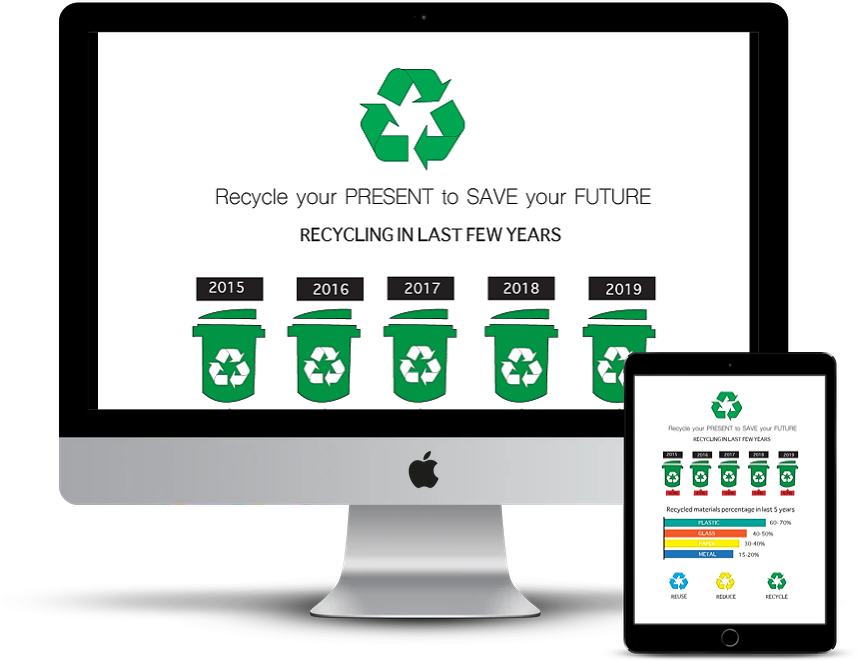 Recycle your PRESENT to SAVE your FUTURE
RECYCLING IN LAST FEW YEARS
2015 2016 2017 2018 2019
Recycle your PRESENT to SAVE your FUTURE
RECYCLING IN LAST FEW YEARS
2015 2016 2017 2018 2019
Recycled materials percentage in last 5 years
PLASTIC 60-70%
GLASS 40-50%
PAPER 30-40%
METAL 15-20%
REUSE REDUCE RECYCLE